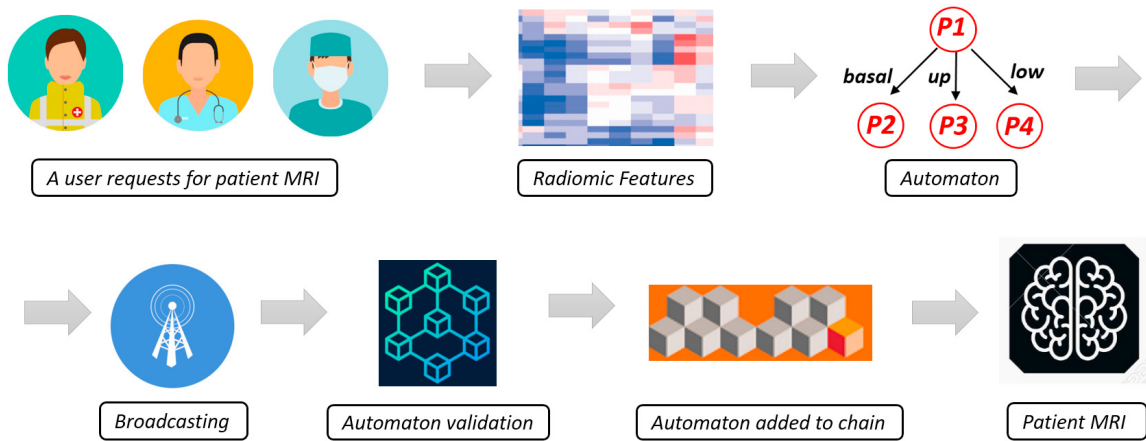 P1
basal
up
low
P2
P3
P4
A user requests for patient MRI
Radiomic Features
Automaton
Broadcasting
Automaton validation
Automaton added to chain
Patient MRI